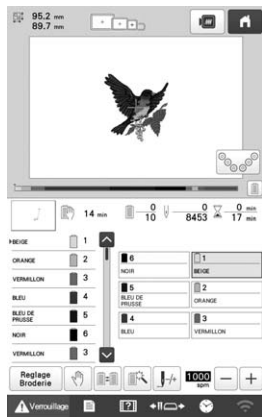 95.2 mm
89.7 mm
14 min
0
10
0
8453
0 min
17 min
BEIGE 1
ORANGE 2
VERMILLON 3
BLEU 4
BLEU DE
PRUSSE 5
NOIR 6
VERMILLON 3
6
NOIR
1
BEIGE
5
BLEU DE
PRUSSE
2
ORANGE
4
BLEU
3
VERMILLON
Reglage
Broderie
1000
spm
Verrouillage